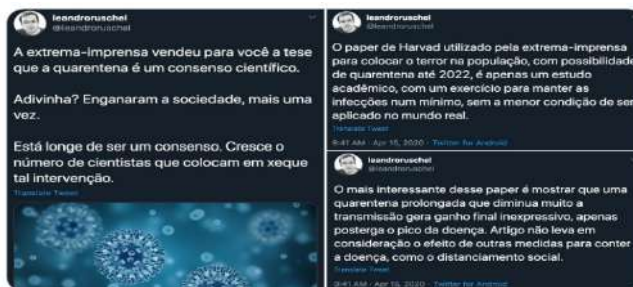 leandroruschel
@leandroruschel
A extrema-imprensa vendeu para você a tese
que a quarentena é um consenso científico.
Adivinha? Enganaram a sociedade, mais uma
vez.
Está longe de ser um consenso. Cresce o
número de cientistas que colocam em xeque
tal intervenção.
Translate Tweet
leandroruschel
@leandroruschel
O paper de Harvad utilizado pela extrema-imprensa
para colocar o terror na população, com possibilidade
de quarentena até 2022, é apenas um estudo
acadêmico, com um exercício para manter as
infecções num mínimo, sem a menor condição de ser
aplicado no mundo real.
Translate Tweet
9:41 AM · Apr 15, 2020 · Twitter for Android
leandroruschel
@leandroruschel
O mais interessante desse paper é mostrar que uma
quarentena prolongada que diminua muito a
transmissão gera ganho final inexpressivo, apenas
posterga o pico da doença. Artigo não leva em
consideração o efeito de outras medidas para conter
a doença, como o distanciamento social.
Translate Tweet
9:41 AM · Apr 15, 2020 · Twitter for Android